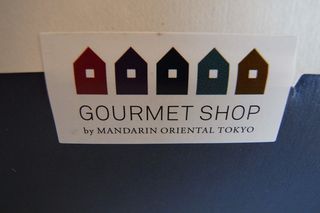 GOURMET SHOP
by MANDARIN ORIENTAL TOKYO